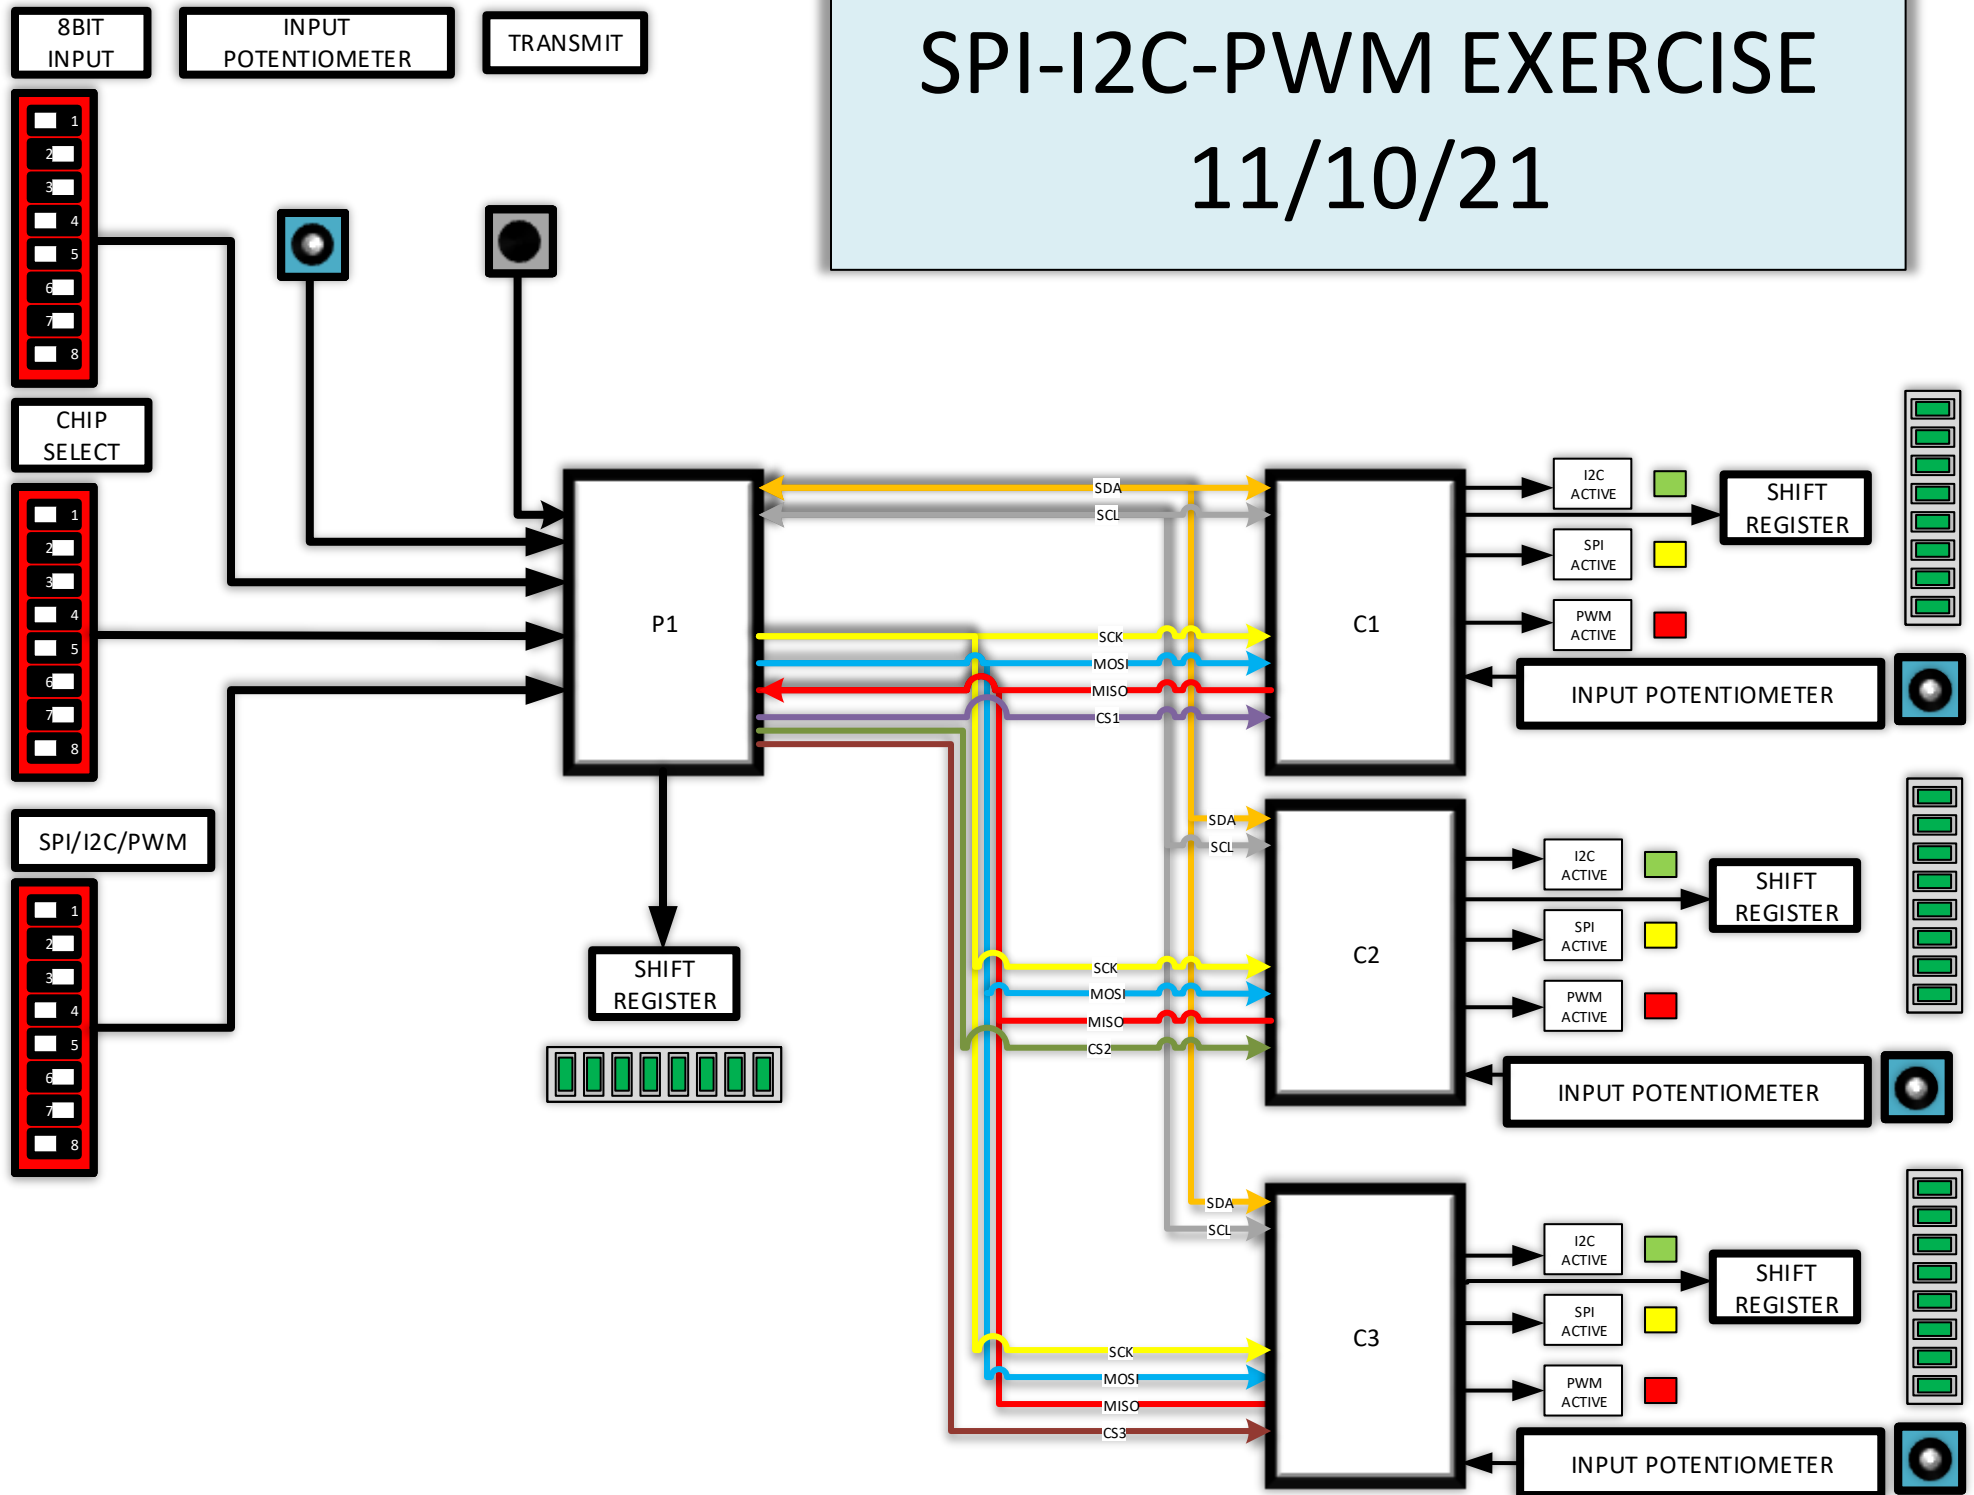 SPI-I2C-PWM EXERCISE
11/10/21
8BIT
INPUT
INPUT
POTENTIOMETER
TRANSMIT
1
2
3
4
5
6
7
8
CHIP
SELECT
1
2
3
4
5
6
7
8
SPI/I2C/PWM
1
2
3
4
5
6
7
8
P1
SHIFT
REGISTER
SDA
SCL
SCK
MOSI
MISO
CS1
C1
I2C
ACTIVE
SHIFT
REGISTER
SPI
ACTIVE
PWM
ACTIVE
INPUT POTENTIOMETER
SDA
SCL
SCK
MOSI
MISO
CS2
C2
I2C
ACTIVE
SHIFT
REGISTER
SPI
ACTIVE
PWM
ACTIVE
INPUT POTENTIOMETER
SDA
SCL
SCK
MOSI
MISO
CS3
C3
I2C
ACTIVE
SHIFT
REGISTER
SPI
ACTIVE
PWM
ACTIVE
INPUT POTENTIOMETER